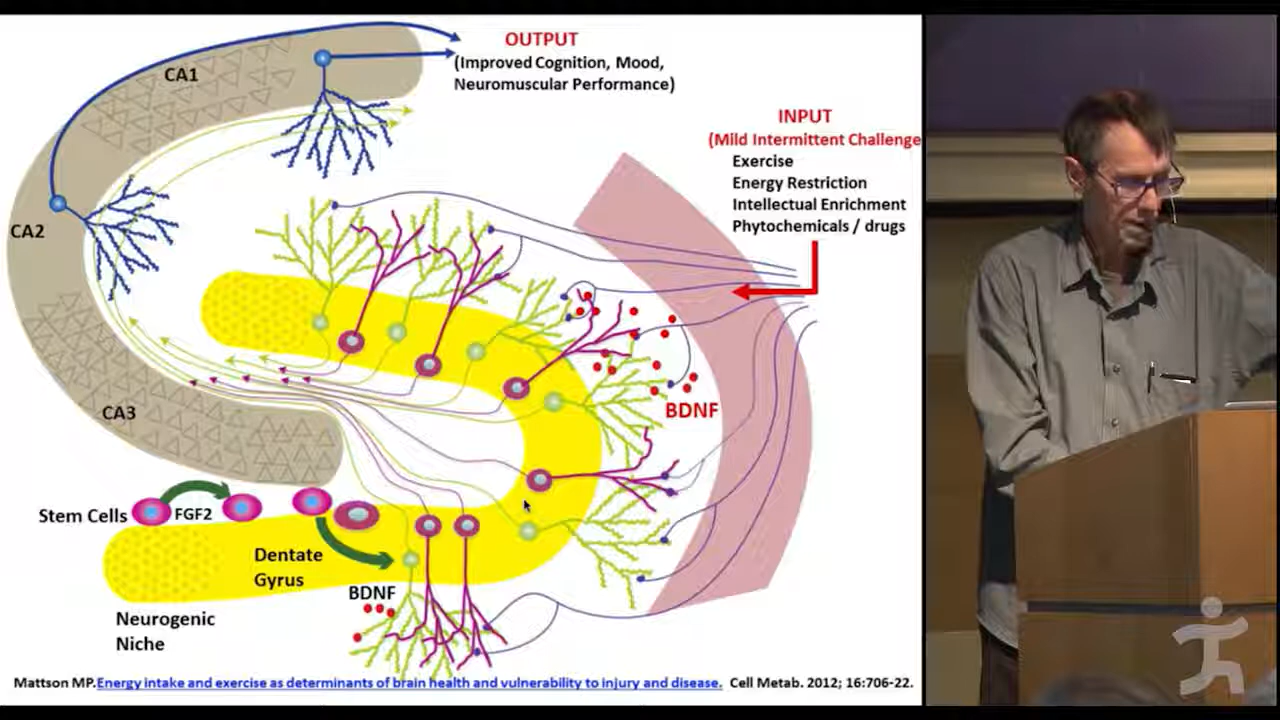 OUTPUT
(Improved Cognition, Mood,
Neuromuscular Performance)
INPUT
(Mild Intermittent Challenge
Exercise
Energy Restriction
Intellectual Enrichment
Phytochemicals / drugs
CA1
CA2
CA3
BDNF
Stem Cells
FGF2
Dentate
Gyrus
BDNF
Neurogenic
Niche
Mattson MP.Energy intake and exercise as determinants of brain health and vulnerability to injury and disease. Cell Metab. 2012; 16:706-22.